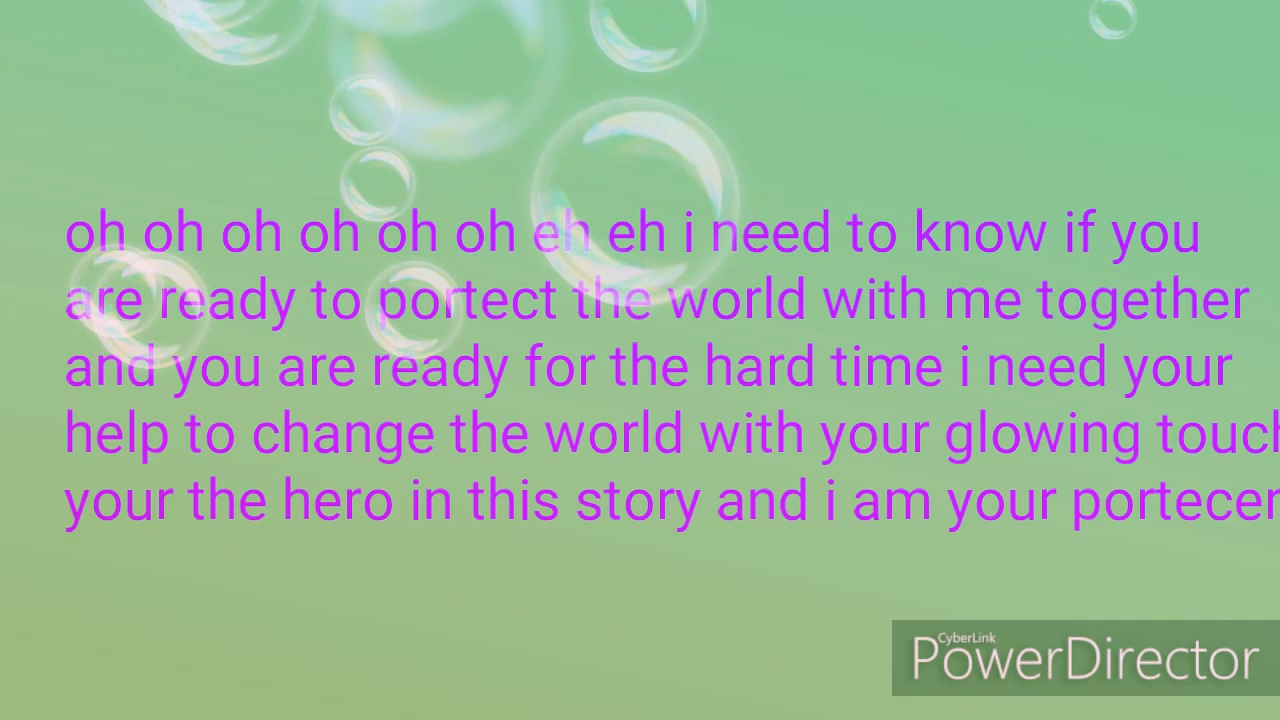 oh oh oh oh oh oh eh eh i need to know if you
are ready to portect the world with me together
and you are ready for the hard time i need your
help to change the world with your glowing touch
your the hero in this story and i am your portecer
CyberLink
PowerDirector